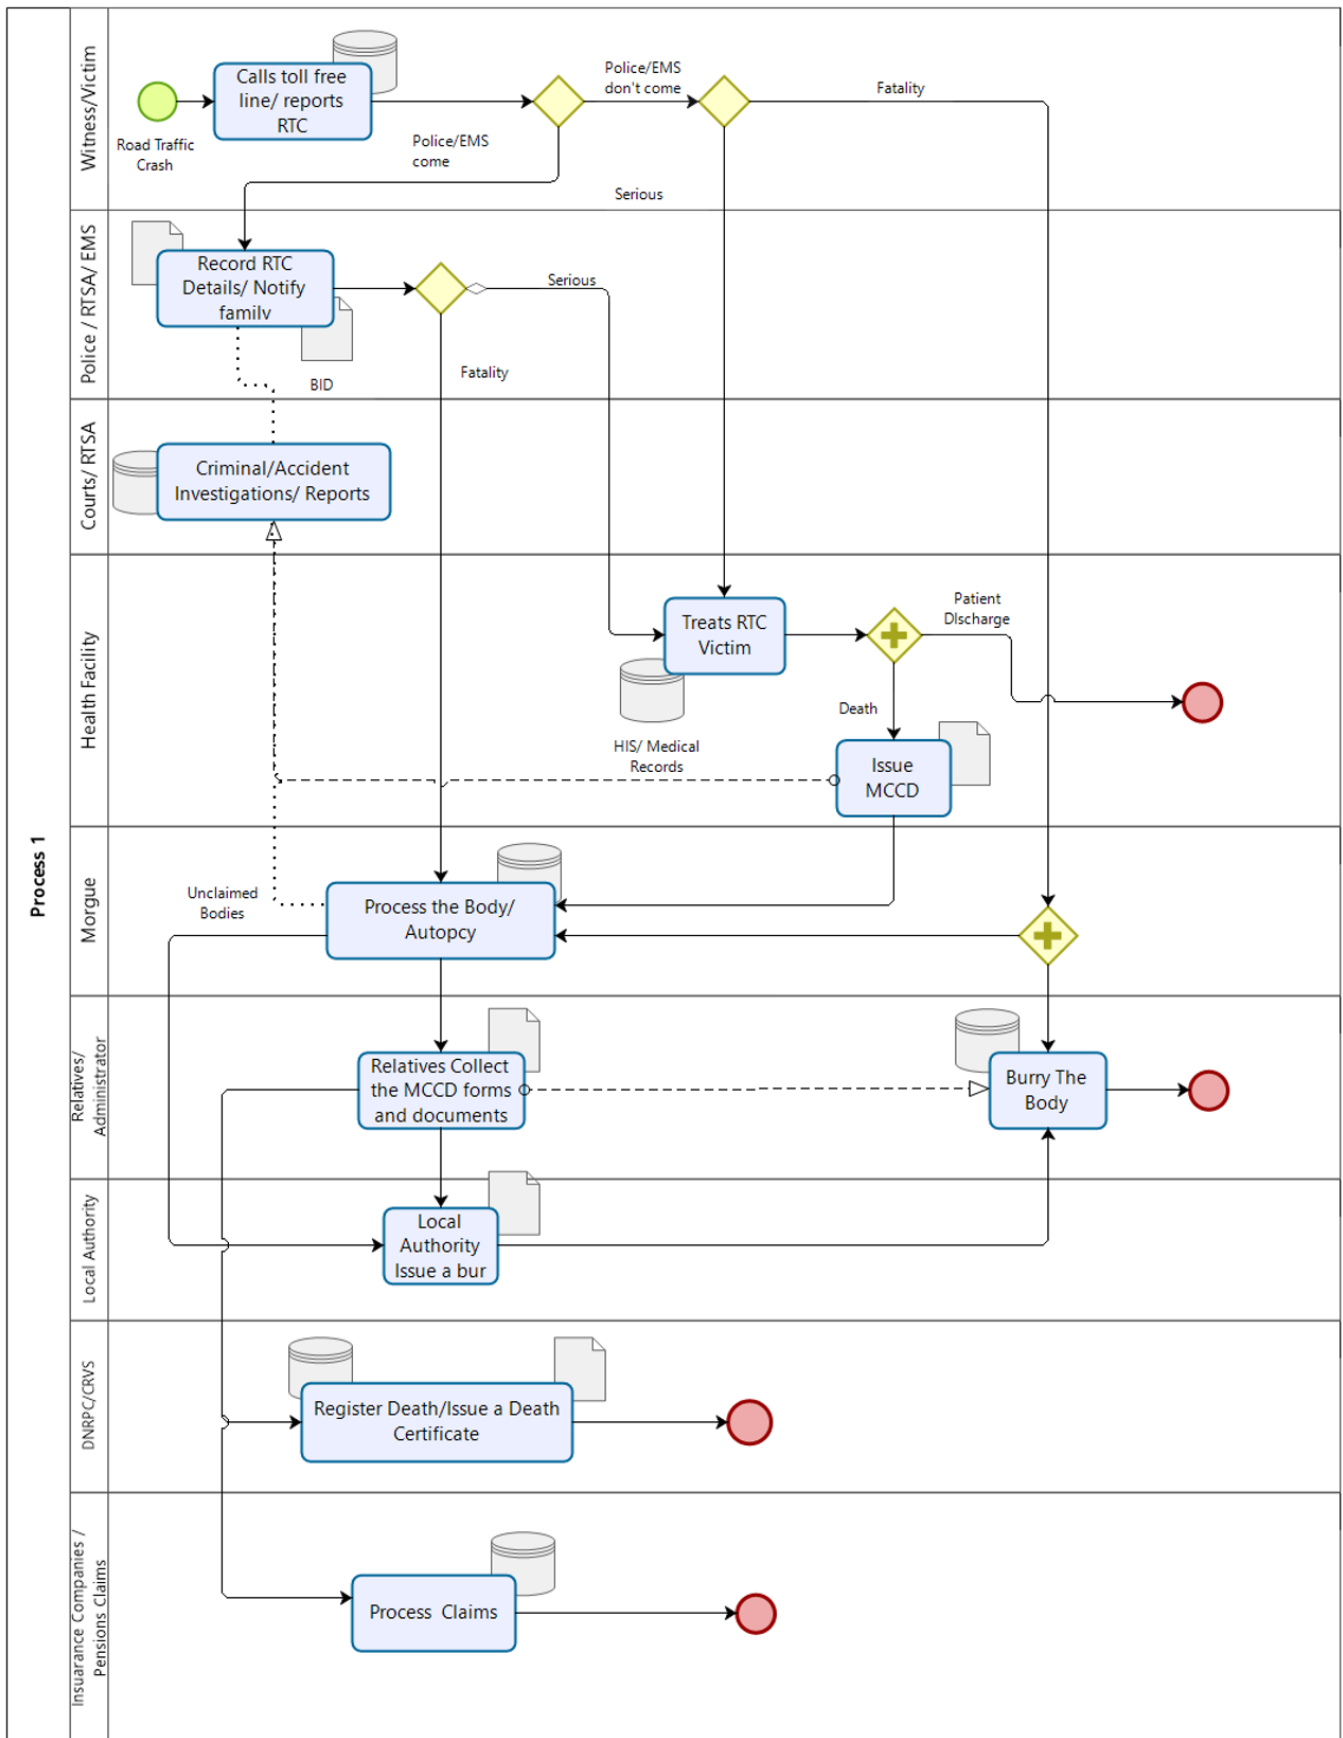 Process 1
Witness/Victim
Road Traffic
Crash
Calls toll free
line/ reports
RTC
Police/EMS
come
Police/EMS
don't come
Fatality
Serious
Police / RTSA/ EMS
Record RTC
Details/ Notify
family
BID
Serious
Fatality
Courts/ RTSA
Criminal/Accident
Investigations/ Reports
Health Facility
Treats RTC
Victim
HIS/ Medical
Records
Patient
DIscharge
Death
Issue
MCCD
Morgue
Unclaimed
Bodies
Process the Body/
Autopcy
Relatives/
Administrator
Relatives Collect
the MCCD forms
and documents
Burry The
Body
Local Authority
Local
Authority
Issue a bur
DNRPC/CRVS
Register Death/Issue a Death
Certificate
Insuarance Companies /
Pensions Claims
Process  Claims